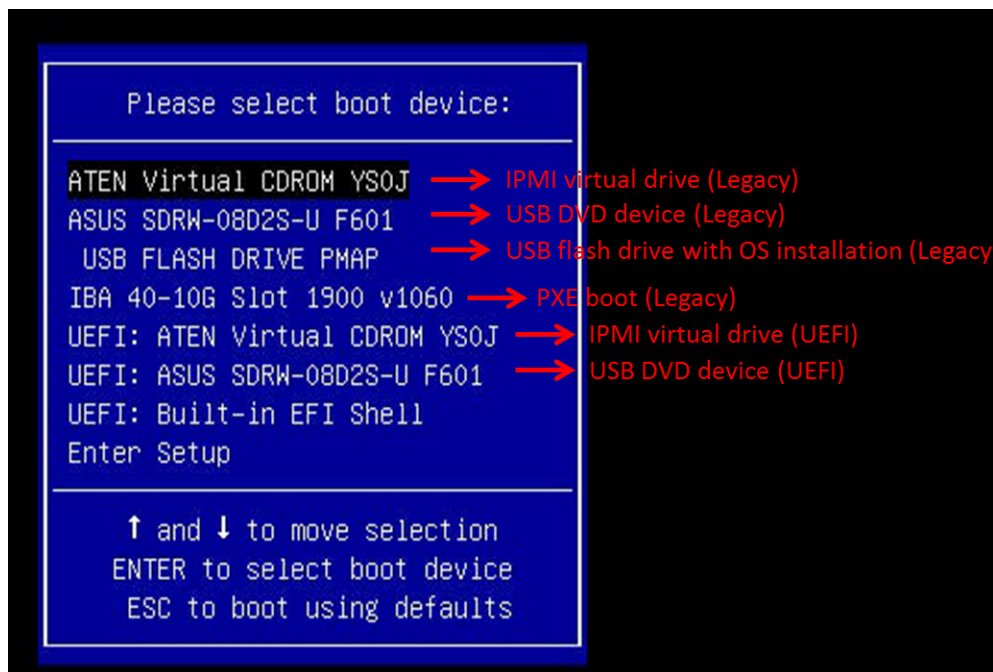 Please select boot device:
ATEN Virtual CDROM YS0J IPMI virtual drive (Legacy)
ASUS SDRW-08D2S-U F601 USB DVD device (Legacy)
USB FLASH DRIVE PMAP USB flash drive with OS installation (Legacy
IBA 40-10G Slot 1900 v1060 PXE boot (Legacy)
UEFI: ATEN Virtual CDROM YS0J IPMI virtual drive (UEFI)
UEFI: ASUS SDRW-08D2S-U F601 USB DVD device (UEFI)
UEFI: Built-in EFI Shell
Enter Setup
↑ and ↓ to move selection
ENTER to select boot device
ESC to boot using defaults